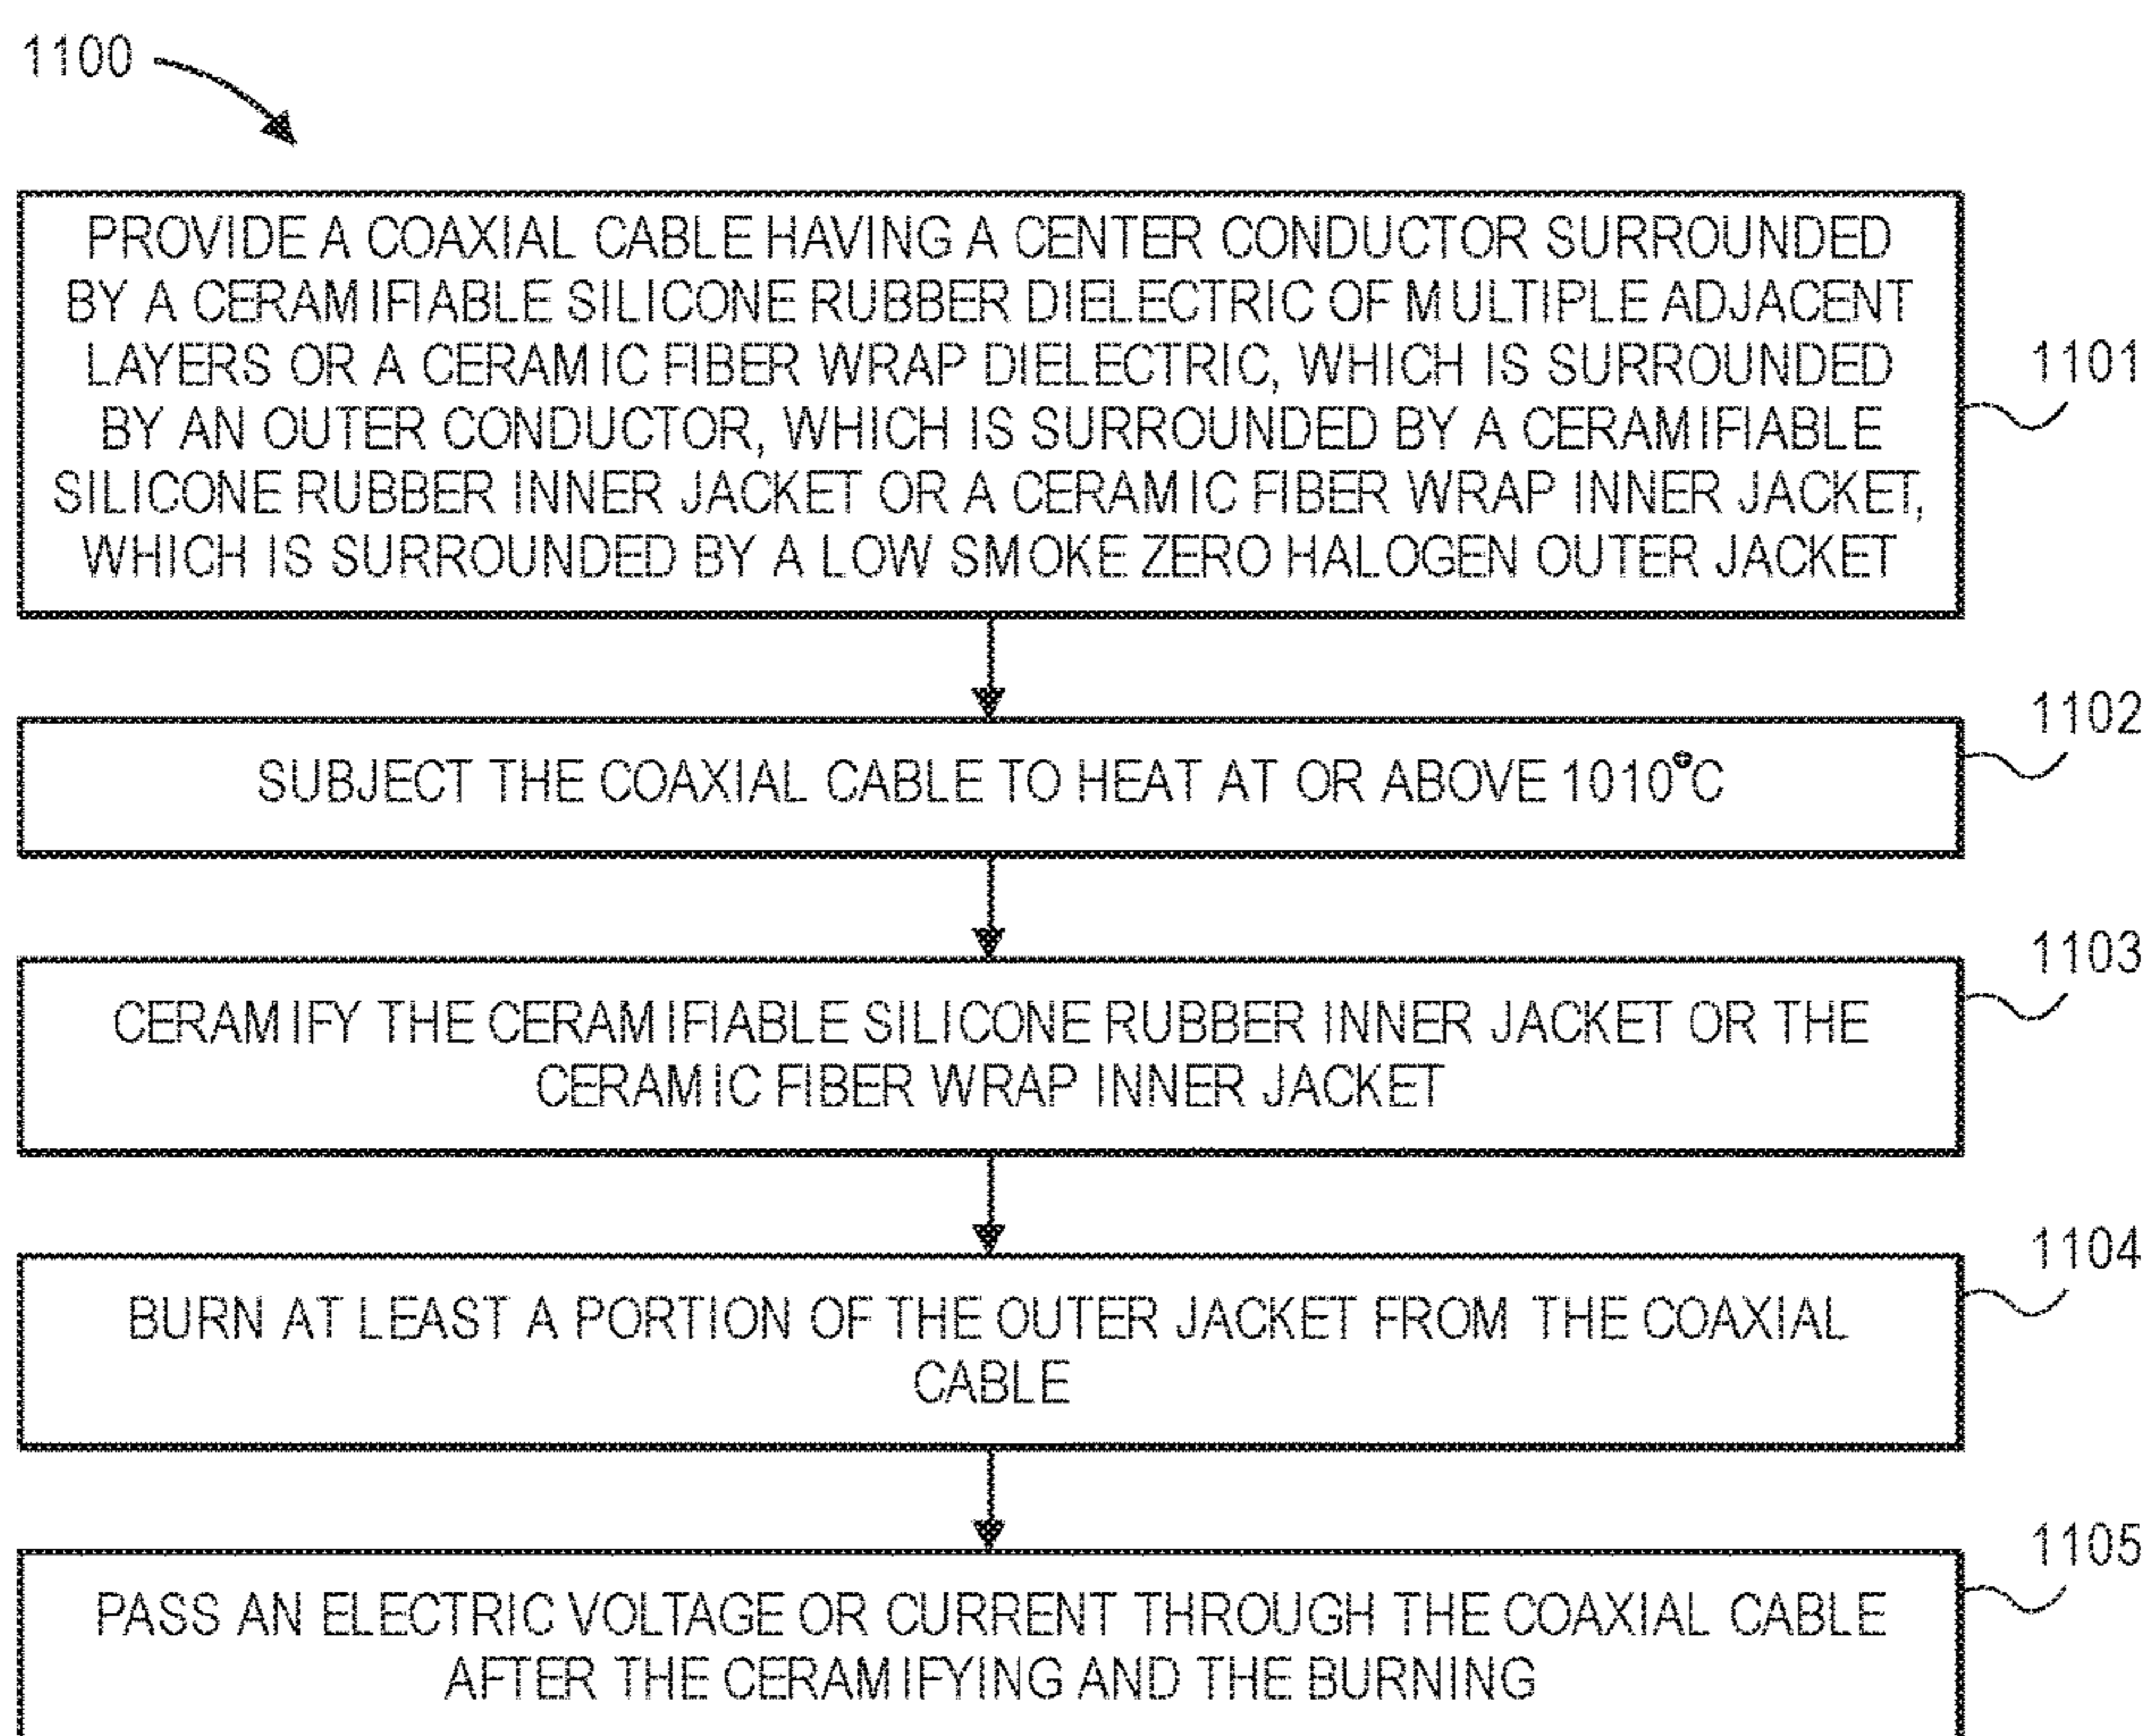 1100
PROVIDE A COAXIAL CABLE HAVING A CENTER CONDUCTOR SURROUNDED
BY A CERAMIFIABLE SILICONE RUBBER DIELECTRIC OF MULTIPLE ADJACENT
LAYERS OR A CERAMIC FIBER WRAP DIELECTRIC, WHICH IS SURROUNDED
BY AN OUTER CONDUCTOR, WHICH IS SURROUNDED BY A CERAMIFIABLE
SILICONE RUBBER INNER JACKET OR A CERAMIC FIBER WRAP INNER JACKET,
WHICH IS SURROUNDED BY A LOW SMOKE ZERO HALOGEN OUTER JACKET
1101
1102
SUBJECT THE COAXIAL CABLE TO HEAT AT OR ABOVE 1010°C
1103
CERAMIFY THE CERAMIFIABLE SILICONE RUBBER INNER JACKET OR THE
CERAMIC FIBER WRAP INNER JACKET
1104
BURN AT LEAST A PORTION OF THE OUTER JACKET FROM THE COAXIAL
CABLE
1105
PASS AN ELECTRIC VOLTAGE OR CURRENT THROUGH THE COAXIAL CABLE
AFTER THE CERAMIFYING AND THE BURNING